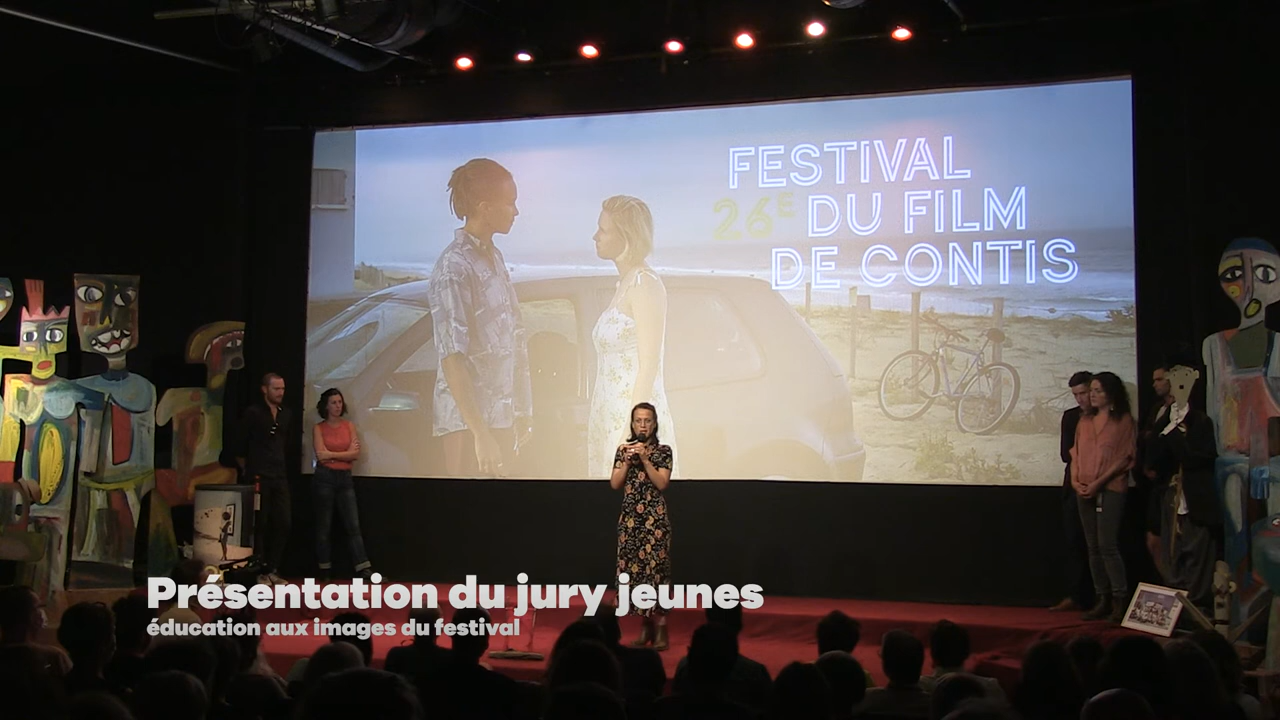 FESTIVAL
26E DU FILM
DE CONTIS
Présentation du jury jeunes
éducation aux images du festival